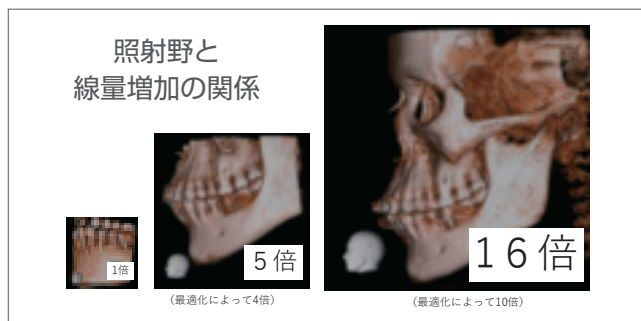 照射野と
線量増加の関係
1倍
5倍
16倍
（最適化によって4倍）
（最適化によって10倍）